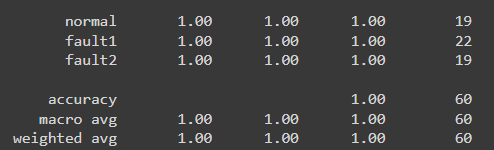 normal 1.00 1.00 1.00 19
fault1 1.00 1.00 1.00 22
fault2 1.00 1.00 1.00 19
accuracy 1.00 60
macro avg 1.00 1.00 1.00 60
weighted avg 1.00 1.00 1.00 60